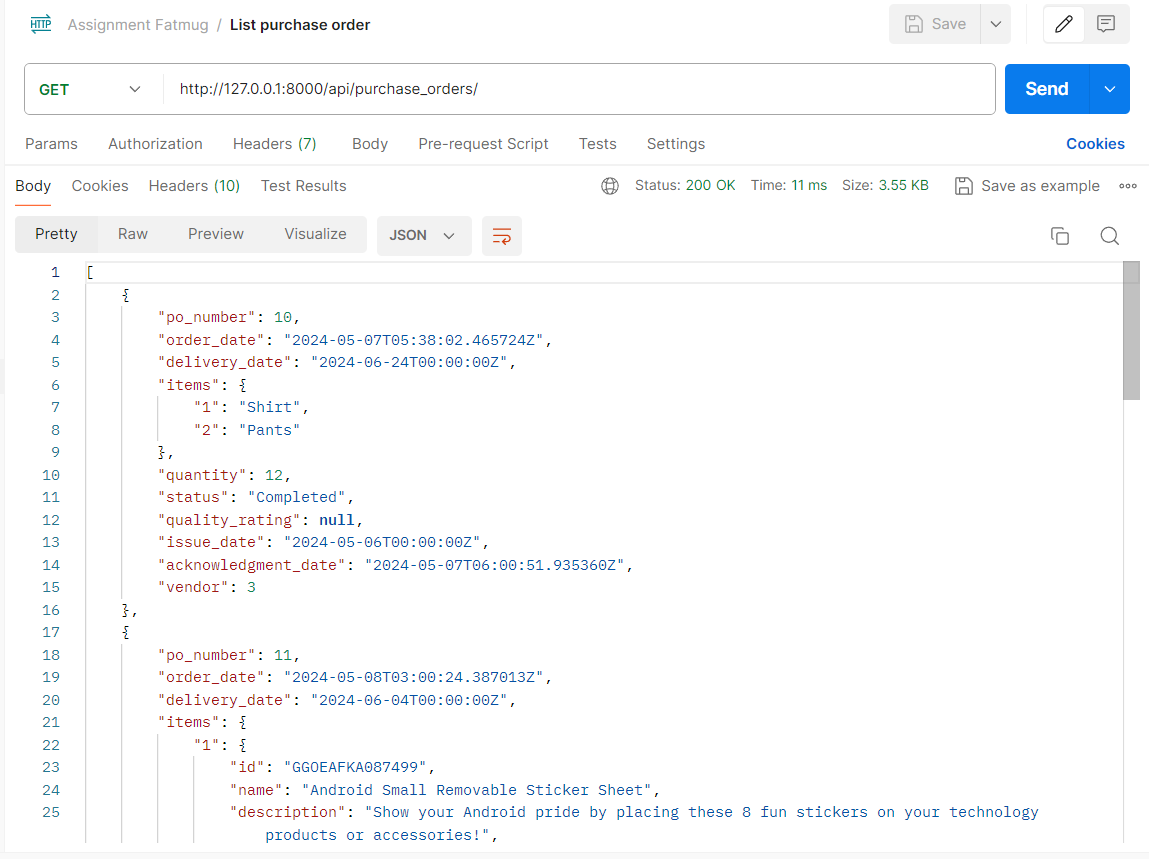 HTTP Assignment Fatmug / List purchase order Save
GET http://127.0.0.1:8000/api/purchase_orders/ Send
Params Authorization Headers (7) Body Pre-request Script Tests Settings Cookies
Body Cookies Headers (10) Test Results Status: 200 OK Time: 11 ms Size: 3.55 KB Save as example
Pretty Raw Preview Visualize JSON
1 [
2 {
3 "po_number": 10,
4 "order_date": "2024-05-07T05:38:02.465724Z",
5 "delivery_date": "2024-06-24T00:00:00Z",
6 "items": {
7 "1": "Shirt",
8 "2": "Pants"
9 },
10 "quantity": 12,
11 "status": "Completed",
12 "quality_rating": null,
13 "issue_date": "2024-05-06T00:00:00Z",
14 "acknowledgment_date": "2024-05-07T06:00:51.935360Z",
15 "vendor": 3
16 },
17 {
18 "po_number": 11,
19 "order_date": "2024-05-08T03:00:24.387013Z",
20 "delivery_date": "2024-06-04T00:00:00Z",
21 "items": {
22 "1": {
23 "id": "GGOEAFKA087499",
24 "name": "Android Small Removable Sticker Sheet",
25 "description": "Show your Android pride by placing these 8 fun stickers on your technology
products or accessories!",